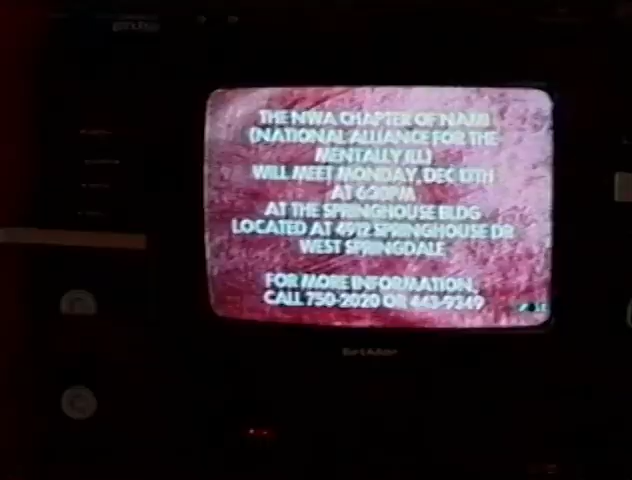 THE NWA CHAPTER OF NAMI
(NATIONAL ALLIANCE FOR THE
MENTALLY ILL)
WILL MEET MONDAY, DEC 13TH
AT 6:30PM
AT THE SPRINGHOUSE BLDG
LOCATED AT 4912 SPRINGHOUSE DR
WEST SPRINGDALE
FOR MORE INFORMATION,
CALL 750-2020 OR 443-9349